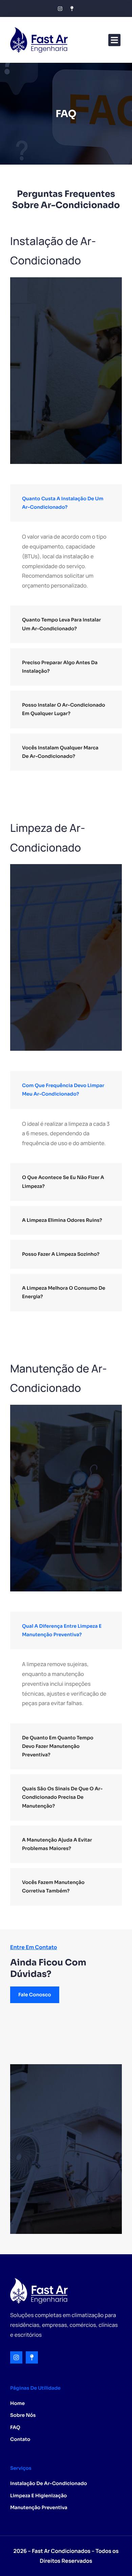 Fast Ar
Engenharia
FAQ
Perguntas Frequentes
Sobre Ar-Condicionado
Instalação de Ar-
Condicionado
Quanto Custa A Instalação De Um
Ar-Condicionado?
O valor varia de acordo com o tipo
de equipamento, capacidade
(BTUs), local da instalação e
complexidade do serviço.
Recomendamos solicitar um
orçamento personalizado.
Quanto Tempo Leva Para Instalar
Um Ar-Condicionado?
Preciso Preparar Algo Antes Da
Instalação?
Posso Instalar O Ar-Condicionado
Em Qualquer Lugar?
Vocês Instalam Qualquer Marca
De Ar-Condicionado?
Limpeza de Ar-
Condicionado
Com Que Frequência Devo Limpar
Meu Ar-Condicionado?
O ideal é realizar a limpeza a cada 3
a 6 meses, dependendo da
frequência de uso e do ambiente.
O Que Acontece Se Eu Não Fizer A
Limpeza?
A Limpeza Elimina Odores Ruins?
Posso Fazer A Limpeza Sozinho?
A Limpeza Melhora O Consumo De
Energia?
Manutenção de Ar-
Condicionado
Qual A Diferença Entre Limpeza E
Manutenção Preventiva?
A limpeza remove sujeiras,
enquanto a manutenção
preventiva inclui inspeções
técnicas, ajustes e verificação de
peças para evitar falhas.
De Quanto Em Quanto Tempo
Devo Fazer Manutenção
Preventiva?
Quais São Os Sinais De Que O Ar-
Condicionado Precisa De
Manutenção?
A Manutenção Ajuda A Evitar
Problemas Maiores?
Vocês Fazem Manutenção
Corretiva Também?
Entre Em Contato
Ainda Ficou Com
Dúvidas?
Fale Conosco
Fast Ar
Engenharia
Soluções completas em climatização para
residências, empresas, comércios, clínicas
e escritórios
Páginas De Utilidade
Home
Sobre Nós
FAQ
Contato
Serviços
Instalação De Ar-Condicionado
Limpeza E Higienização
Manutenção Preventiva
2026 – Fast Ar Condicionados – Todos os
Direitos Reservados